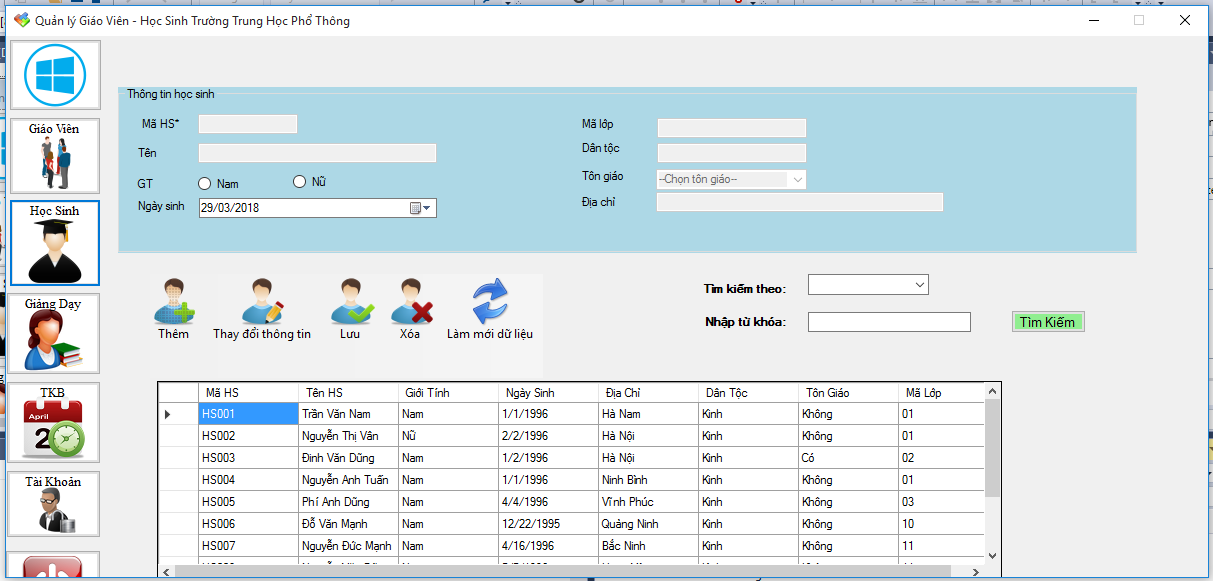 Quản lý Giáo Viên - Học Sinh Trường Trung Học Phổ Thông
Giáo Viên
Học Sinh
Giảng Dạy
TKB
April
2
Tài Khoản
Thông tin học sinh
Mã HS*
Tên
GT
Nam
Nữ
Ngày sinh
29/03/2018
Mã lớp
Dân tộc
Tôn giáo
--Chọn tôn giáo--
Địa chỉ
Thêm
Thay đổi thông tin
Lưu
Xóa
Làm mới dữ liệu
Tìm kiếm theo:
Nhập từ khóa:
Tìm Kiếm
Mã HS Tên HS Giới Tính Ngày Sinh Địa Chỉ Dân Tộc Tôn Giáo Mã Lớp
HS001 Trần Văn Nam Nam 1/1/1996 Hà Nam Kinh Không 01
HS002 Nguyễn Thị Vân Nữ 2/2/1996 Hà Nội Kinh Không 01
HS003 Đinh Văn Dũng Nam 1/2/1996 Hà Nội Kinh Có 02
HS004 Nguyễn Anh Tuấn Nam 1/1/1996 Ninh Bình Kinh Không 01
HS005 Phí Anh Dũng Nam 4/4/1996 Vĩnh Phúc Kinh Không 03
HS006 Đỗ Văn Mạnh Nam 12/22/1995 Quảng Ninh Kinh Không 10
HS007 Nguyễn Đức Mạnh Nam 4/16/1996 Bắc Ninh Kinh Không 11